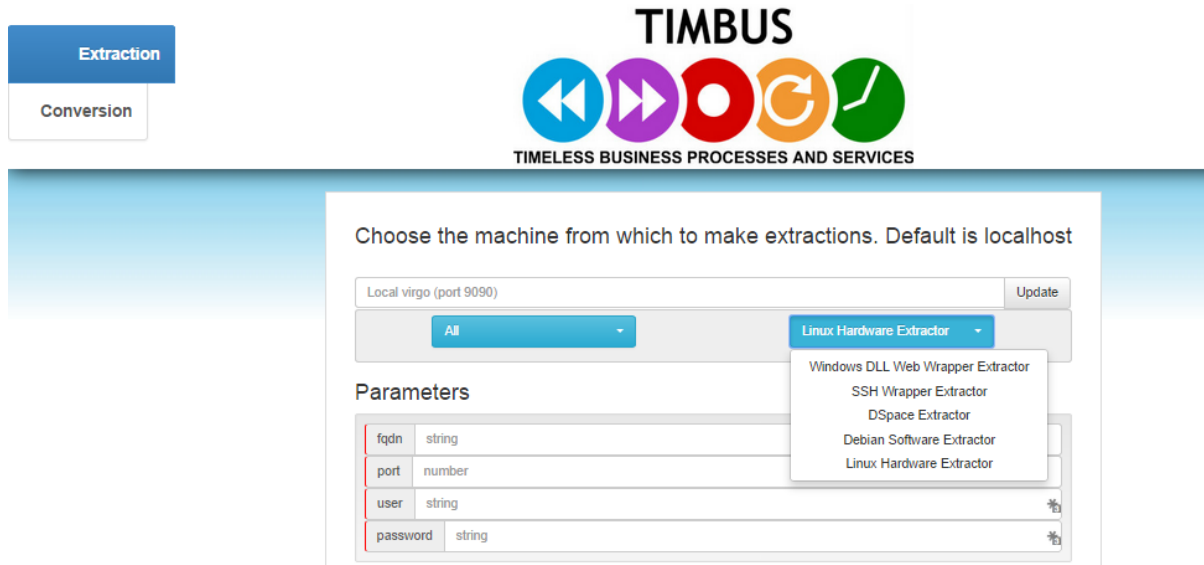 TIMBUS
Extraction
Conversion
TIMELESS BUSINESS PROCESSES AND SERVICES
Choose the machine from which to make extractions. Default is localhost
Local virgo (port 9090) Update
All Linux Hardware Extractor
Windows DLL Web Wrapper Extractor
SSH Wrapper Extractor
DSpace Extractor
Debian Software Extractor
Linux Hardware Extractor
Parameters
fqdn string
port number
user string
password string